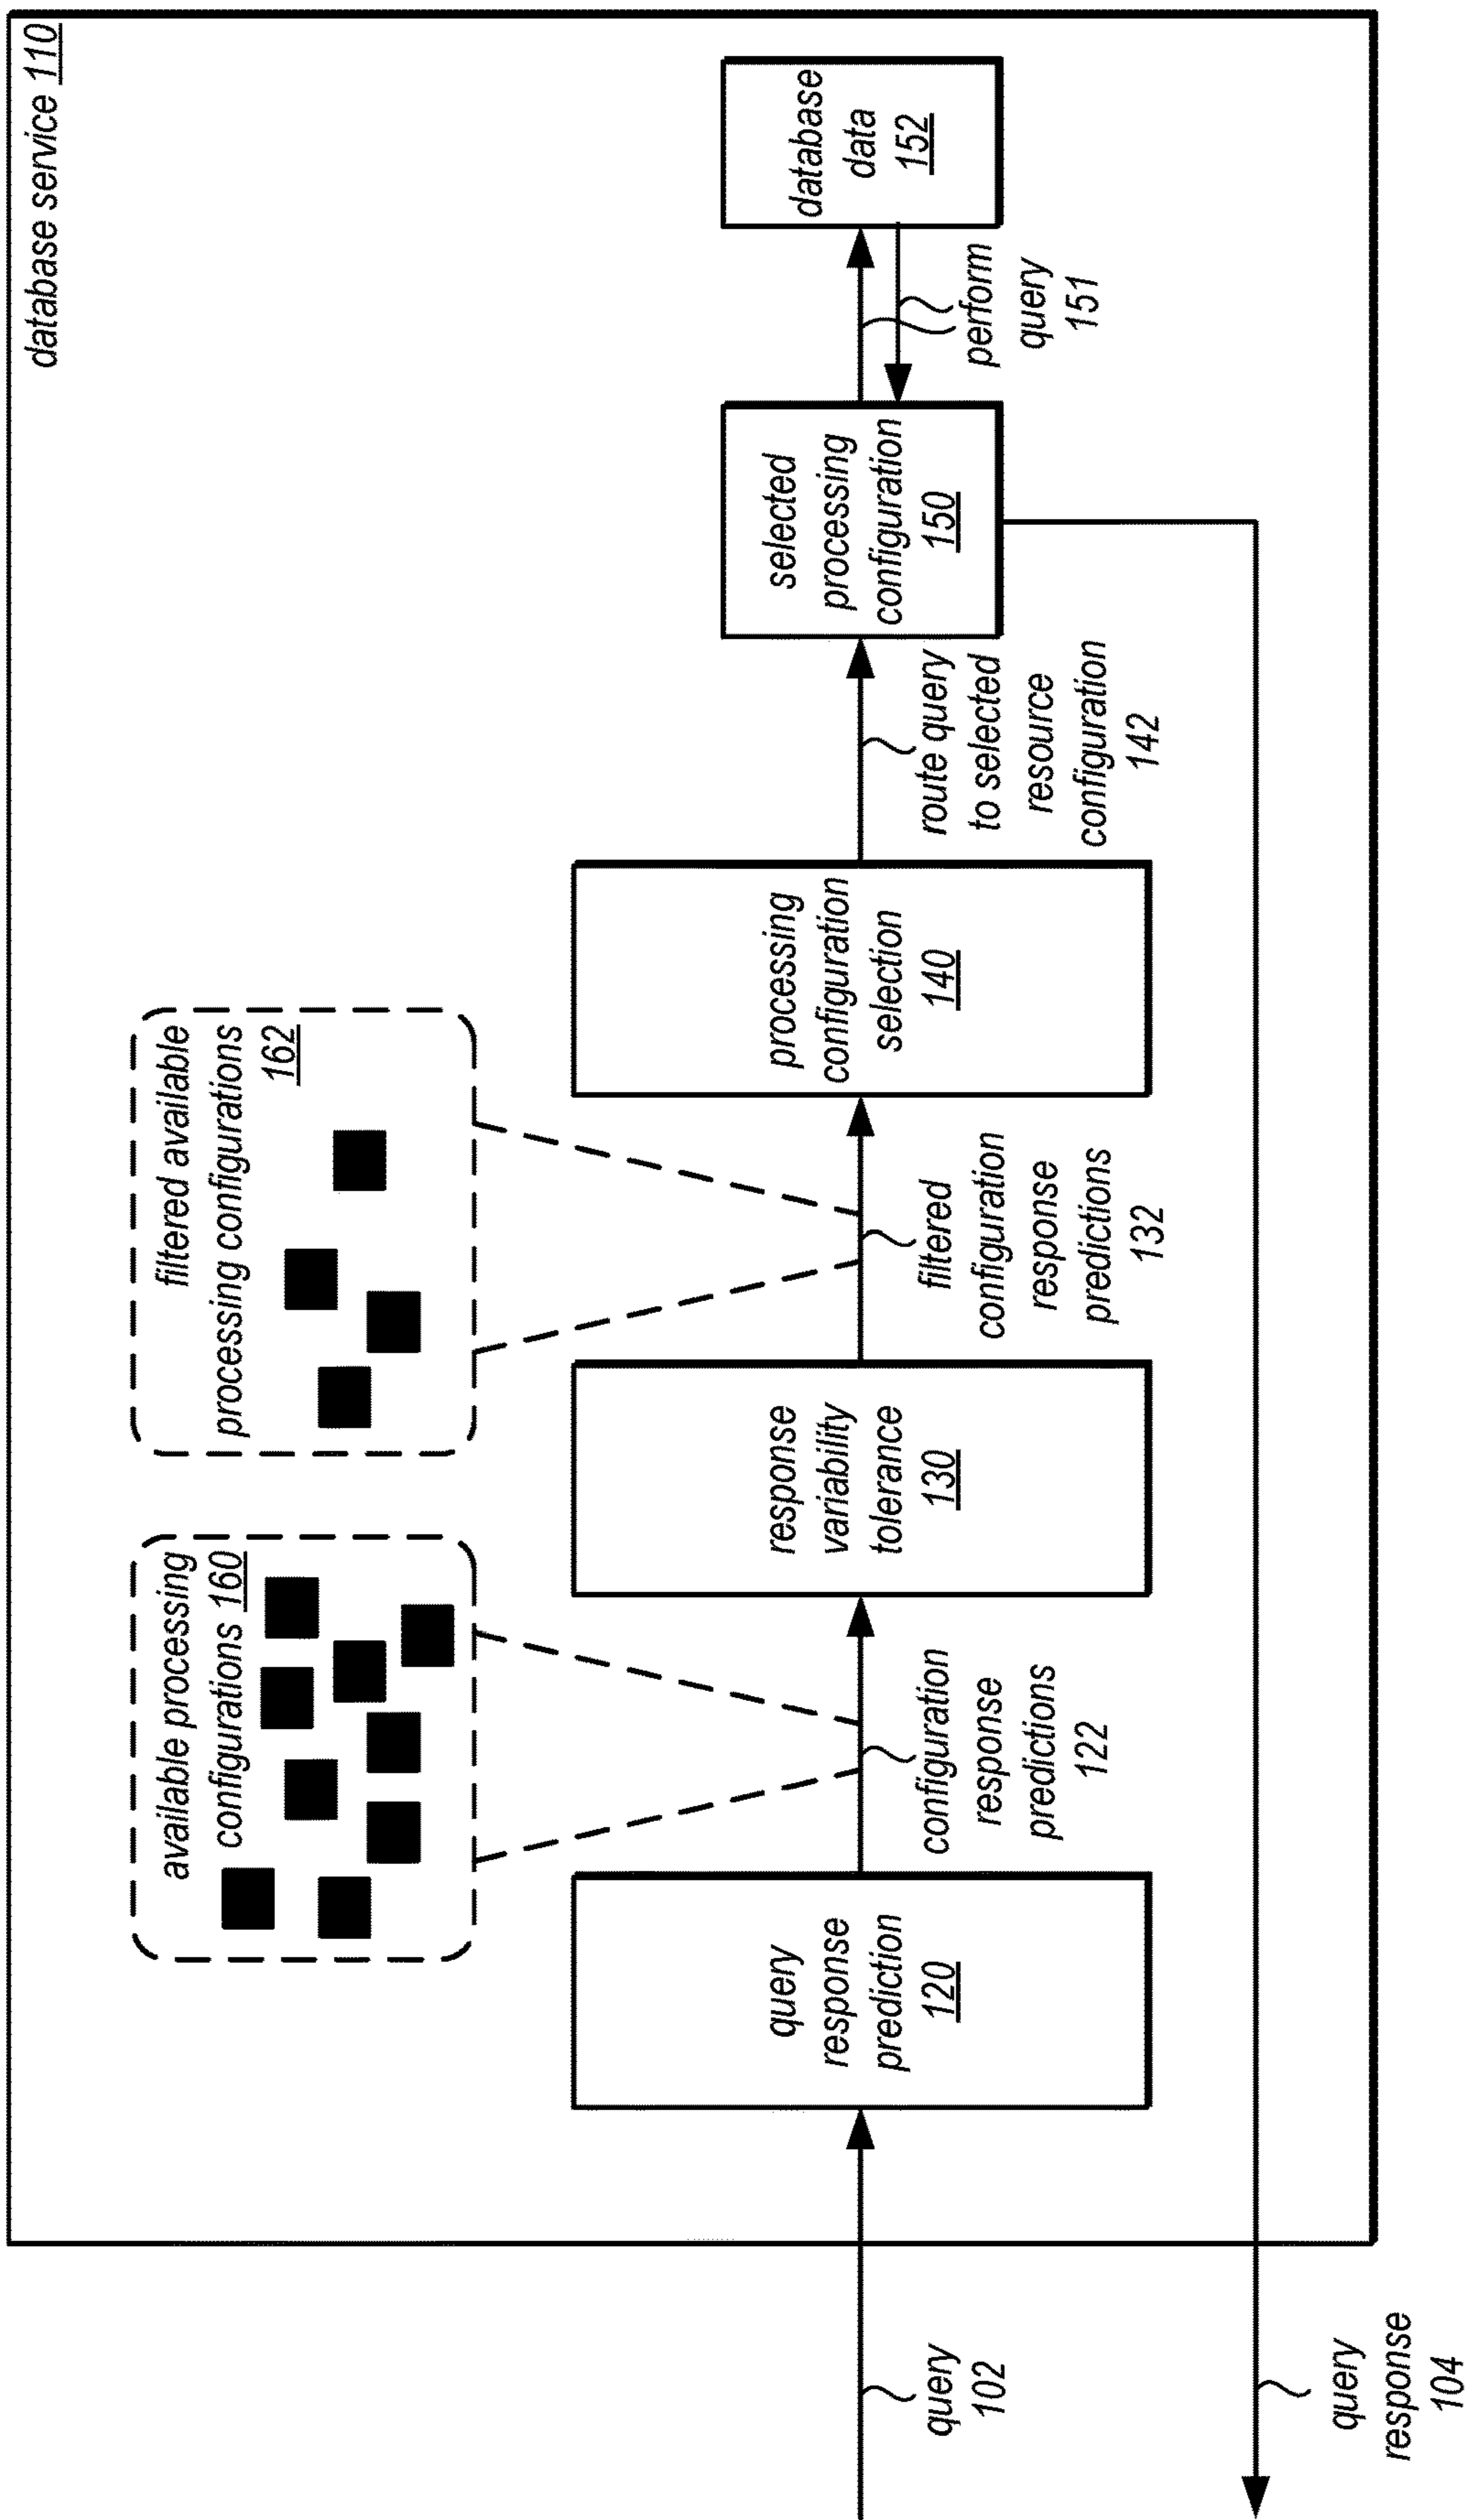 database service 110
available processing
configurations 160
filtered available
processing configurations
162
query
response
prediction
120
response
variability
tolerance
130
processing
configuration
selection
140
selected
processing
configuration
150
database
data
152
query
102
configuration
response
predictions
122
filtered
configuration
response
predictions
132
route query
to selected
resource
configuration
142
perform
query
151
query
response
104